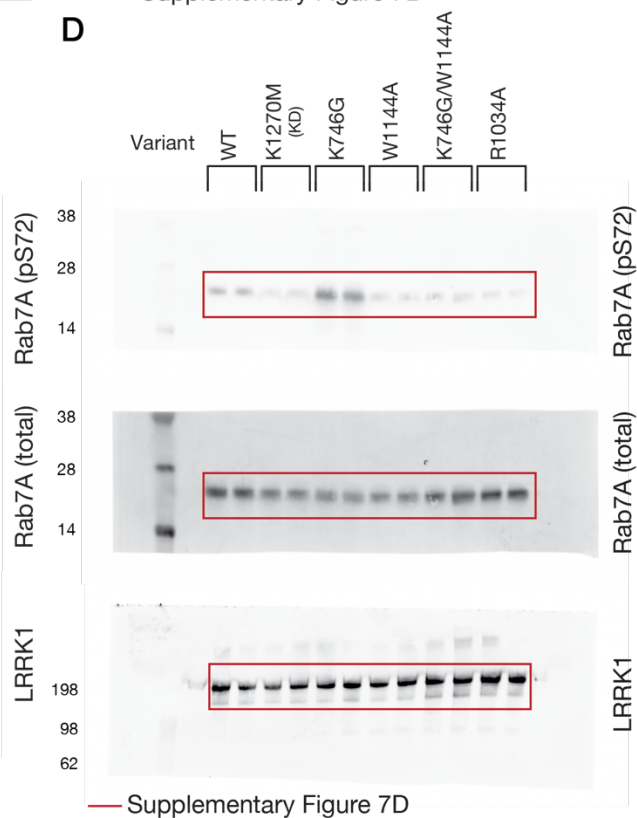 D
Variant
WT
K1270M
(KD)
K746G
W1144A
K746G/W1144A
R1034A
Rab7A (pS72)
38
28
14
Rab7A (pS72)
Rab7A (total)
38
28
14
Rab7A (total)
LRRK1
198
98
62
LRRK1
Supplementary Figure 7D